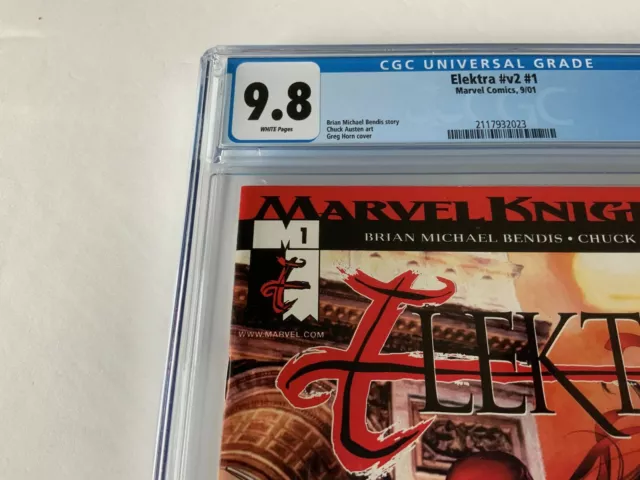 CGC UNIVERSAL GRADE
9.8
WHITE Pages
Elektra #v2 #1
Marvel Comics, 9/01
Brian Michael Bendis story
Chuck Austen art
Greg Horn cover
2117932023
MARVEL KNIGH
1
BRIAN MICHAEL BENDIS • CHUCK
WWW.MARVEL.COM
ELEKT